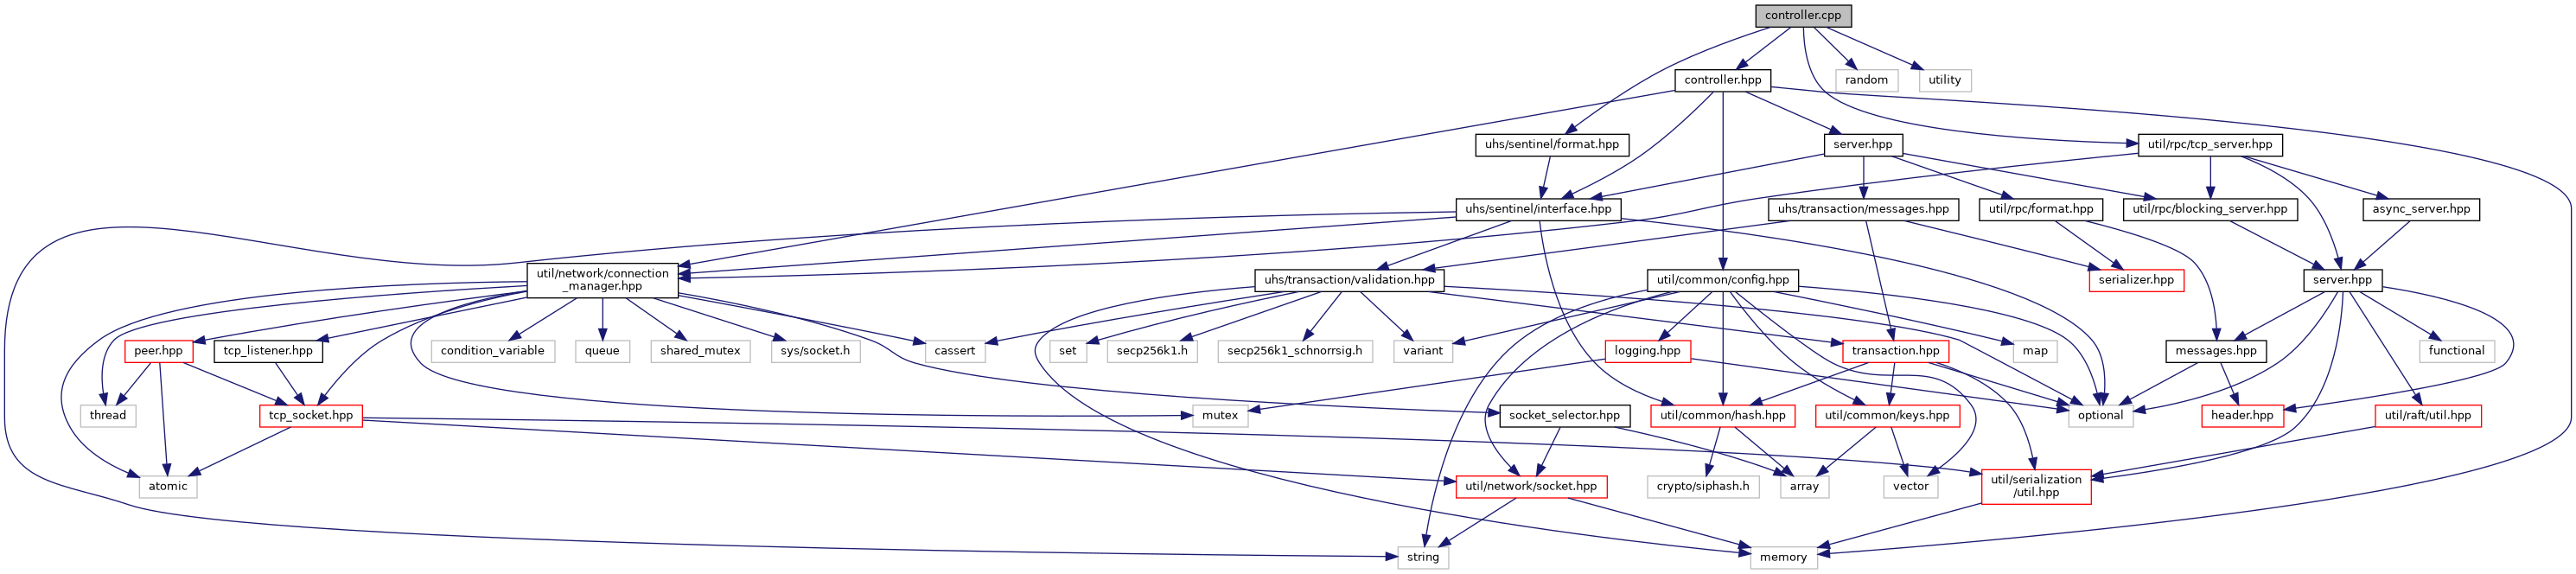 controller.cpp
controller.hpp
random
utility
uhs/sentinel/format.hpp
server.hpp
util/rpc/tcp_server.hpp
uhs/sentinel/interface.hpp
uhs/transaction/messages.hpp
util/rpc/format.hpp
util/rpc/blocking_server.hpp
async_server.hpp
util/network/connection
_manager.hpp
uhs/transaction/validation.hpp
util/common/config.hpp
serializer.hpp
server.hpp
peer.hpp
tcp_listener.hpp
condition_variable
queue
shared_mutex
sys/socket.h
cassert
set
secp256k1.h
secp256k1_schnorrsig.h
variant
logging.hpp
transaction.hpp
map
messages.hpp
functional
thread
tcp_socket.hpp
mutex
socket_selector.hpp
util/common/hash.hpp
util/common/keys.hpp
optional
header.hpp
util/raft/util.hpp
atomic
util/network/socket.hpp
crypto/siphash.h
array
vector
util/serialization
/util.hpp
string
memory